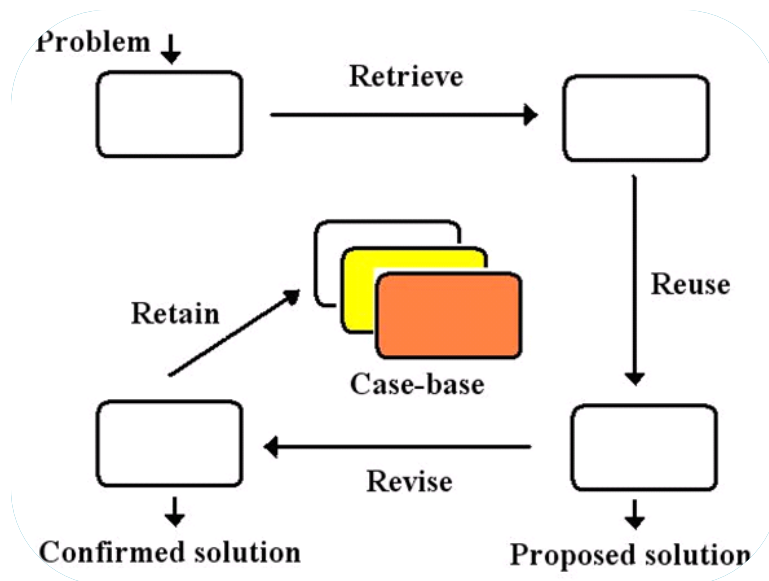 Problem
Retrieve
Reuse
Retain
Case-base
Revise
Confirmed solution
Proposed solution